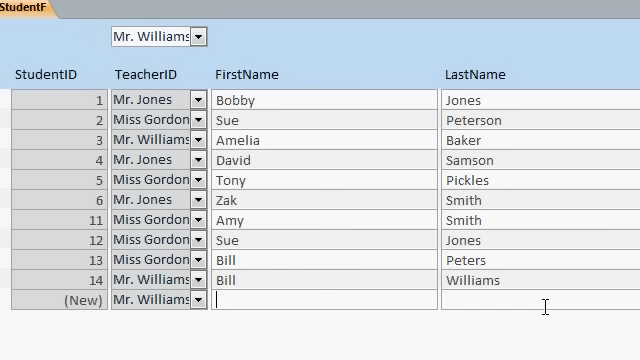 StudentF
Mr. Williams
StudentID TeacherID FirstName LastName
1 Mr. Jones Bobby Jones
2 Miss Gordon Sue Peterson
3 Mr. Williams Amelia Baker
4 Mr. Jones David Samson
5 Miss Gordon Tony Pickles
6 Mr. Jones Zak Smith
11 Miss Gordon Amy Smith
12 Miss Gordon Sue Jones
13 Miss Gordon Bill Peters
14 Mr. Williams Bill Williams
(New) Mr. Williams